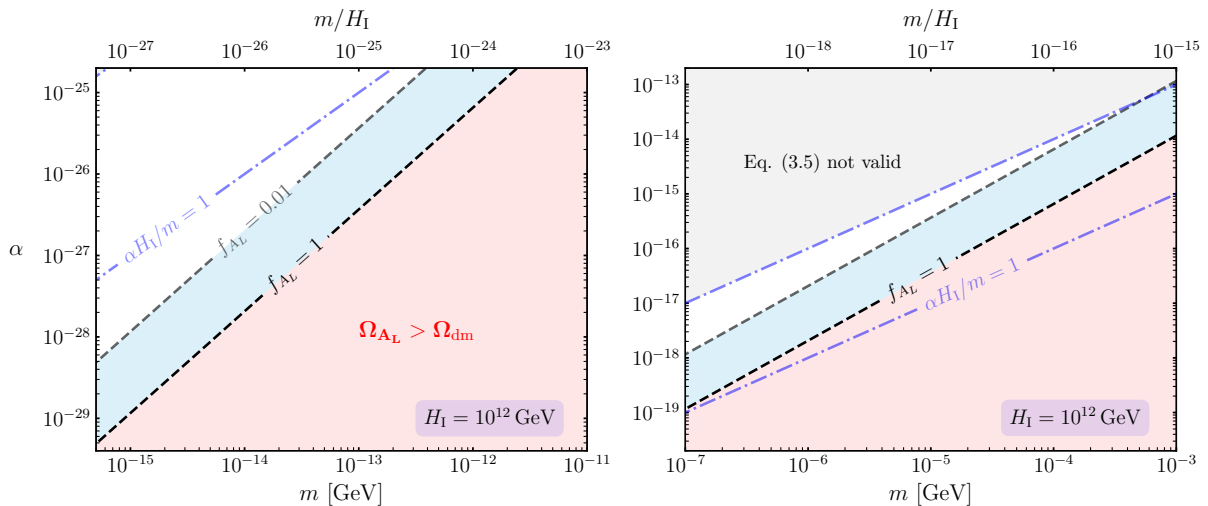 m/H_I
10^{-27} 10^{-26} 10^{-25} 10^{-24} 10^{-23}
α
10^{-25}
10^{-26}
10^{-27}
10^{-28}
10^{-29}
αH_I/m = 1
f_{A_L} = 0.01
f_{A_L} = 1
Ω_{A_L} > Ω_{dm}
H_I = 10^{12} GeV
10^{-15} 10^{-14} 10^{-13} 10^{-12} 10^{-11}
m [GeV]
m/H_I
10^{-18} 10^{-17} 10^{-16} 10^{-15}
10^{-13}
10^{-14}
10^{-15}
10^{-16}
10^{-17}
10^{-18}
10^{-19}
Eq. (3.5) not valid
f_{A_L} = 1
αH_I/m = 1
H_I = 10^{12} GeV
10^{-7} 10^{-6} 10^{-5} 10^{-4} 10^{-3}
m [GeV]